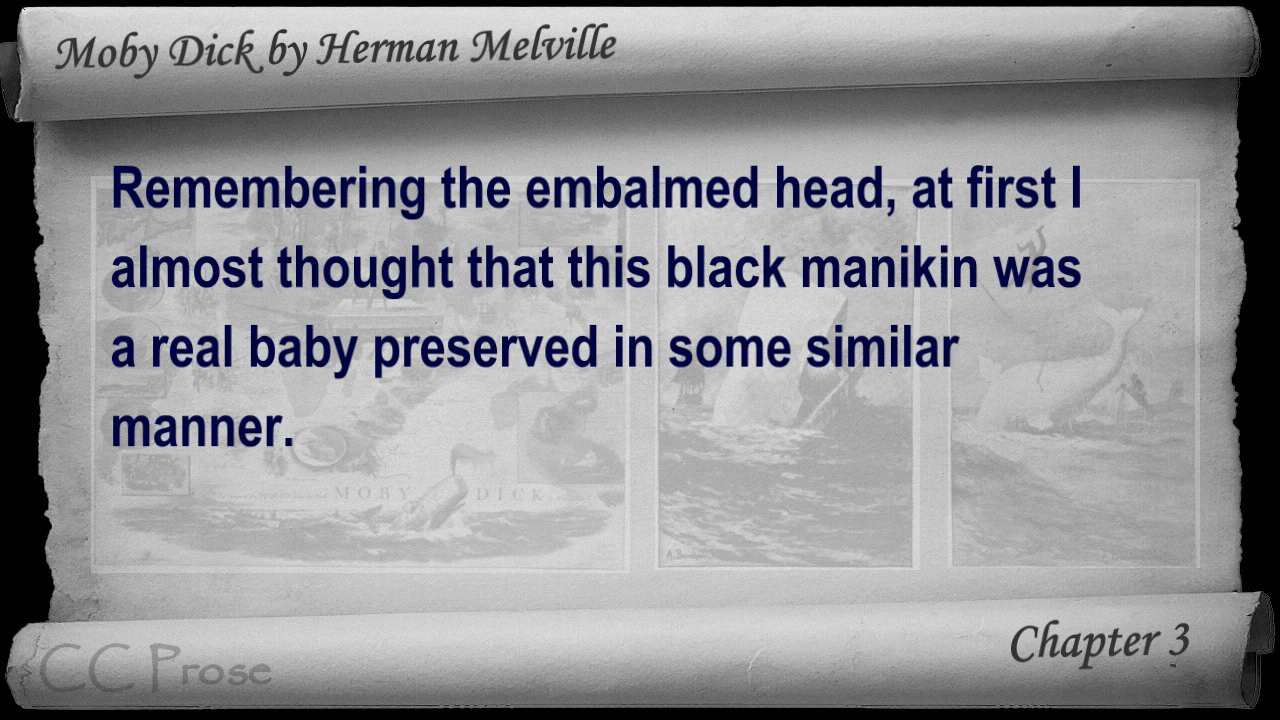 Moby Dick by Herman Melville
Remembering the embalmed head, at first I
almost thought that this black manikin was
a real baby preserved in some similar
manner.
MOBY DICK
Chapter 3
CC Prose